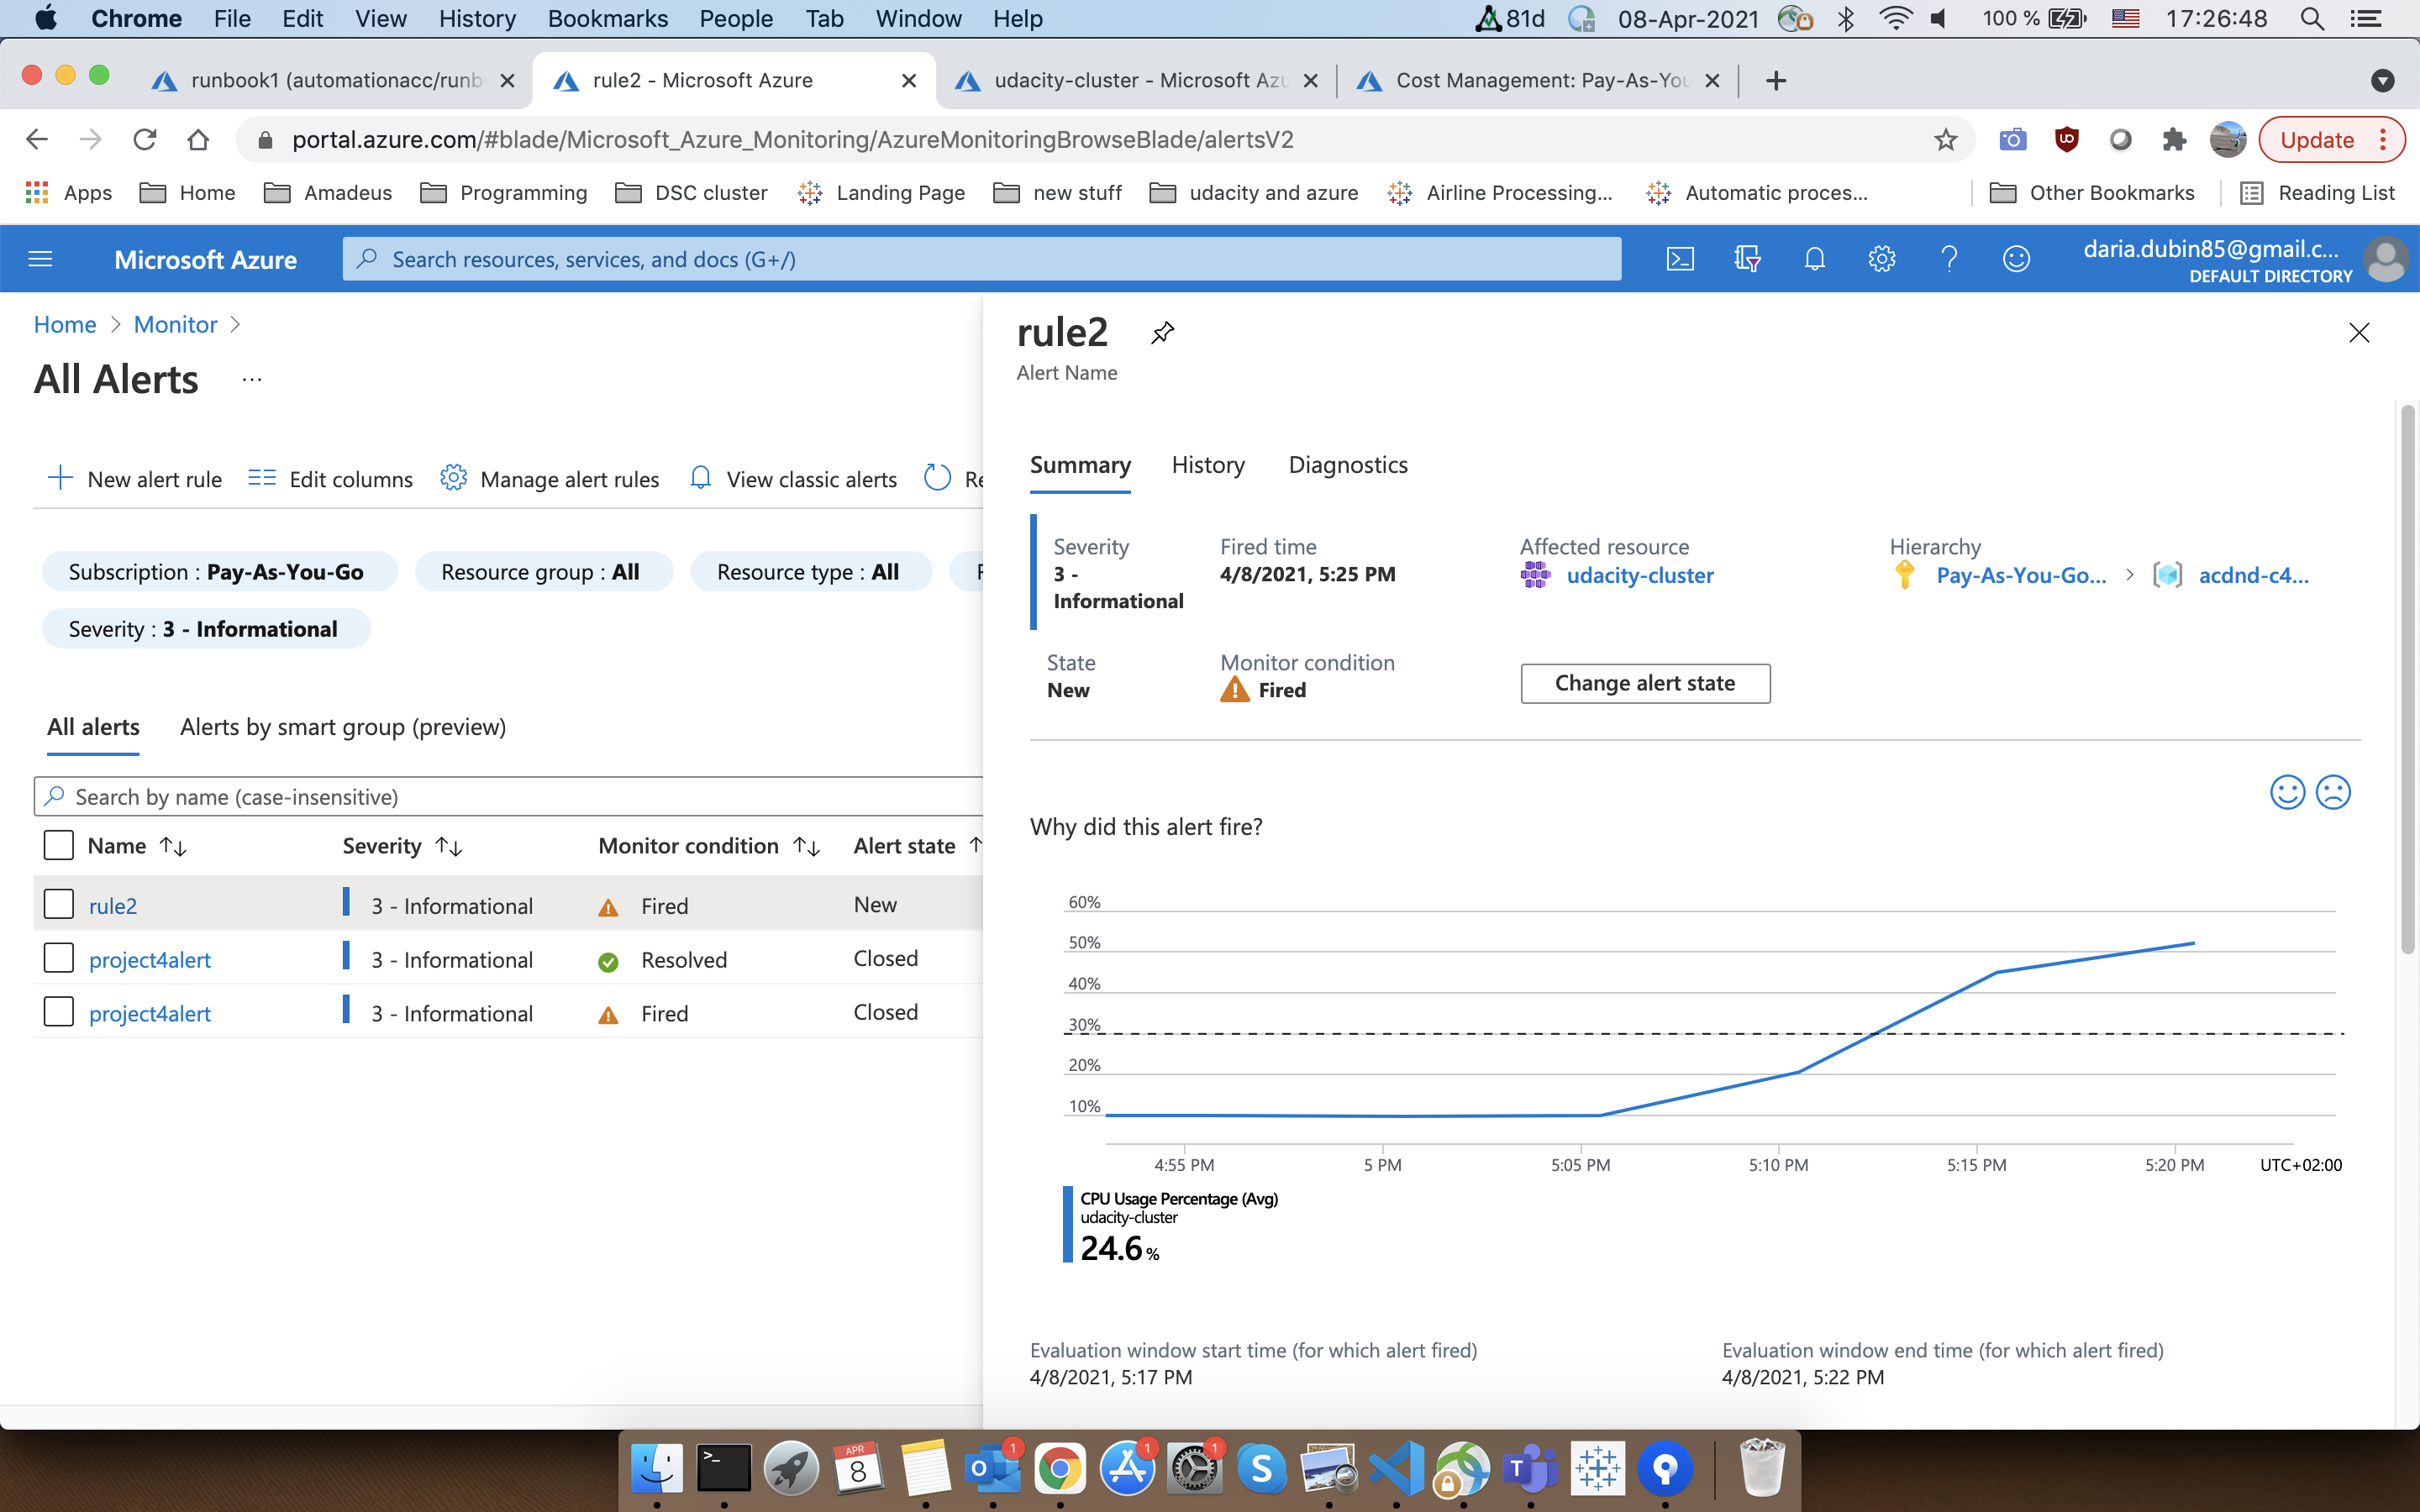 Chrome File Edit View History Bookmarks People Tab Window Help 81d 08-Apr-2021 100 % 17:26:48
runbook1 (automationacc/runb rule2 - Microsoft Azure udacity-cluster - Microsoft Azu Cost Management: Pay-As-You
portal.azure.com/#blade/Microsoft_Azure_Monitoring/AzureMonitoringBrowseBlade/alertsV2 Update
Apps Home Amadeus Programming DSC cluster Landing Page new stuff udacity and azure Airline Processing... Automatic proces... Other Bookmarks Reading List
Microsoft Azure Search resources, services, and docs (G+/) daria.dubin85@gmail.c...
DEFAULT DIRECTORY
Home > Monitor >
All Alerts ...
New alert rule Edit columns Manage alert rules View classic alerts Re
Subscription : Pay-As-You-Go Resource group : All Resource type : All
Severity : 3 - Informational
All alerts Alerts by smart group (preview)
Search by name (case-insensitive)
Name Severity Monitor condition Alert state
rule2 3 - Informational Fired New
project4alert 3 - Informational Resolved Closed
project4alert 3 - Informational Fired Closed
rule2
Alert Name
Summary History Diagnostics
Severity Fired time Affected resource Hierarchy
3 - 4/8/2021, 5:25 PM udacity-cluster Pay-As-You-Go... > acdnd-c4...
Informational
State Monitor condition
New Fired Change alert state
Why did this alert fire?
60%
50%
40%
30%
20%
10%
4:55 PM 5 PM 5:05 PM 5:10 PM 5:15 PM 5:20 PM UTC+02:00
CPU Usage Percentage (Avg)
udacity-cluster
24.6 %
Evaluation window start time (for which alert fired) Evaluation window end time (for which alert fired)
4/8/2021, 5:17 PM 4/8/2021, 5:22 PM
APR
8
1
1
1